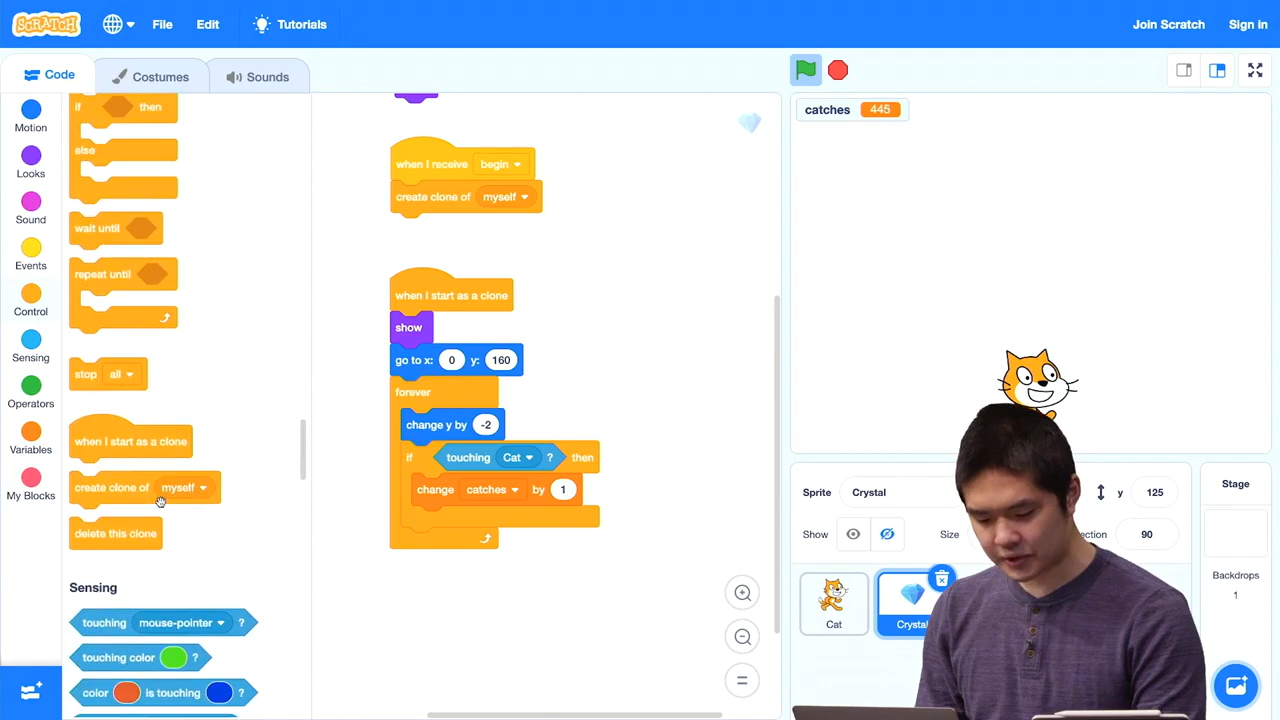 SCRATCH File Edit Tutorials Join Scratch Sign in
Code Costumes Sounds
Motion
Looks
Sound
Events
Control
Sensing
Operators
Variables
My Blocks
if then
else
wait until
repeat until
stop all
when I start as a clone
create clone of myself
delete this clone
Sensing
touching mouse-pointer ?
touching color ?
color is touching ?
when I receive begin
create clone of myself
when I start as a clone
show
go to x: 0 y: 160
forever
change y by -2
if touching Cat ? then
change catches by 1
catches 445
Sprite Crystal y 125
Show Size ection 90
Cat
Crystal
Stage
Backdrops
1